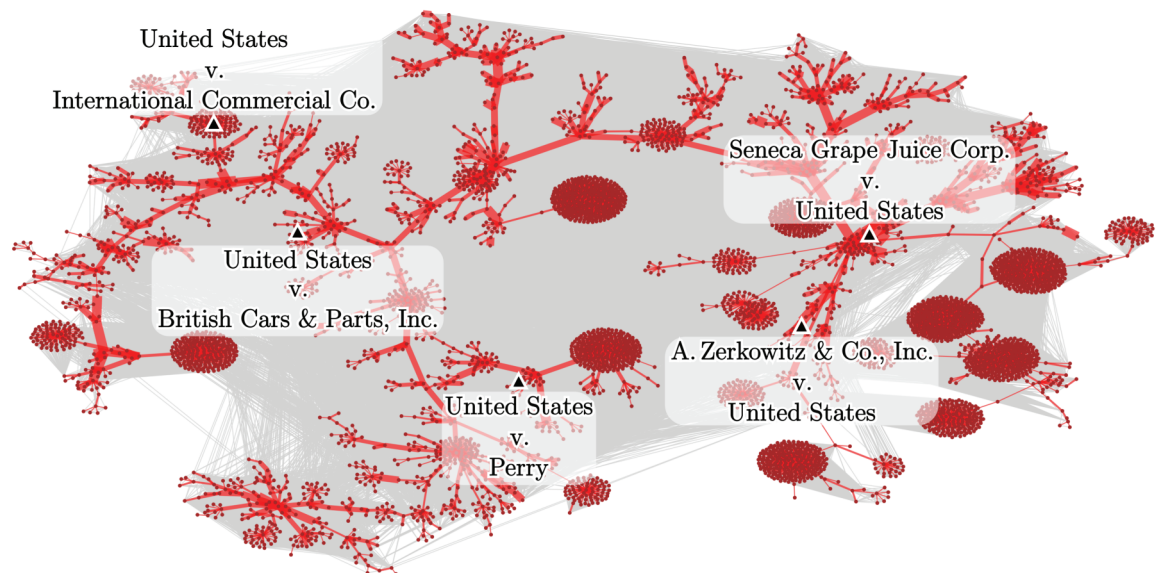 United States
v.
International Commercial Co.
Seneca Grape Juice Corp.
v.
United States
United States
v.
British Cars & Parts, Inc.
A. Zerkowitz & Co., Inc.
v.
United States
United States
v.
Perry